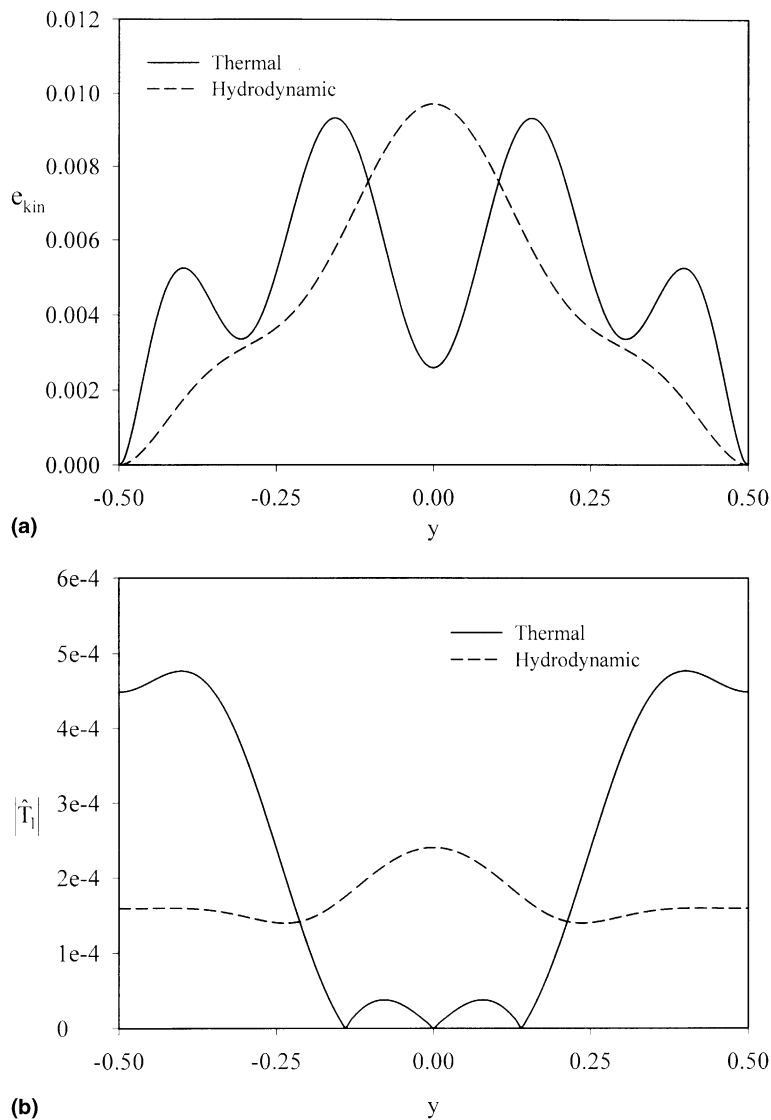 0.012
Thermal
Hydrodynamic
0.010
0.008
e_kin
0.006
0.004
0.002
0.000
-0.50 -0.25 0.00 0.25 0.50
(a)
y
6e-4
Thermal
5e-4
Hydrodynamic
4e-4
3e-4
|T̂₁|
2e-4
1e-4
0
-0.50 -0.25 0.00 0.25 0.50
(b)
y